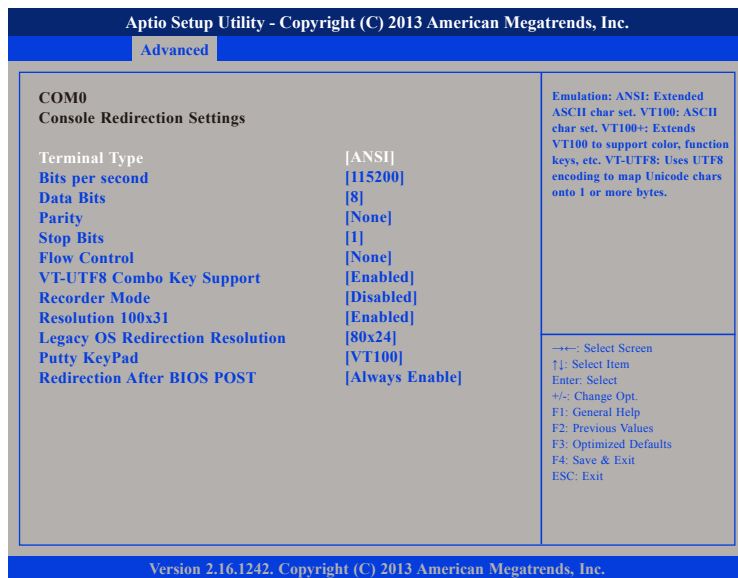 Aptio Setup Utility - Copyright (C) 2013 American Megatrends, Inc.
Advanced
COM0
Console Redirection Settings
Terminal Type [ANSI]
Bits per second [115200]
Data Bits [8]
Parity [None]
Stop Bits [1]
Flow Control [None]
VT-UTF8 Combo Key Support [Enabled]
Recorder Mode [Disabled]
Resolution 100x31 [Enabled]
Legacy OS Redirection Resolution [80x24]
Putty KeyPad [VT100]
Redirection After BIOS POST [Always Enable]
Emulation: ANSI: Extended
ASCII char set. VT100: ASCII
char set. VT100+: Extends
VT100 to support color, function
keys, etc. VT-UTF8: Uses UTF8
encoding to map Unicode chars
onto 1 or more bytes.
→←: Select Screen
↑↓: Select Item
Enter: Select
+/-: Change Opt.
F1: General Help
F2: Previous Values
F3: Optimized Defaults
F4: Save & Exit
ESC: Exit
Version 2.16.1242. Copyright (C) 2013 American Megatrends, Inc.